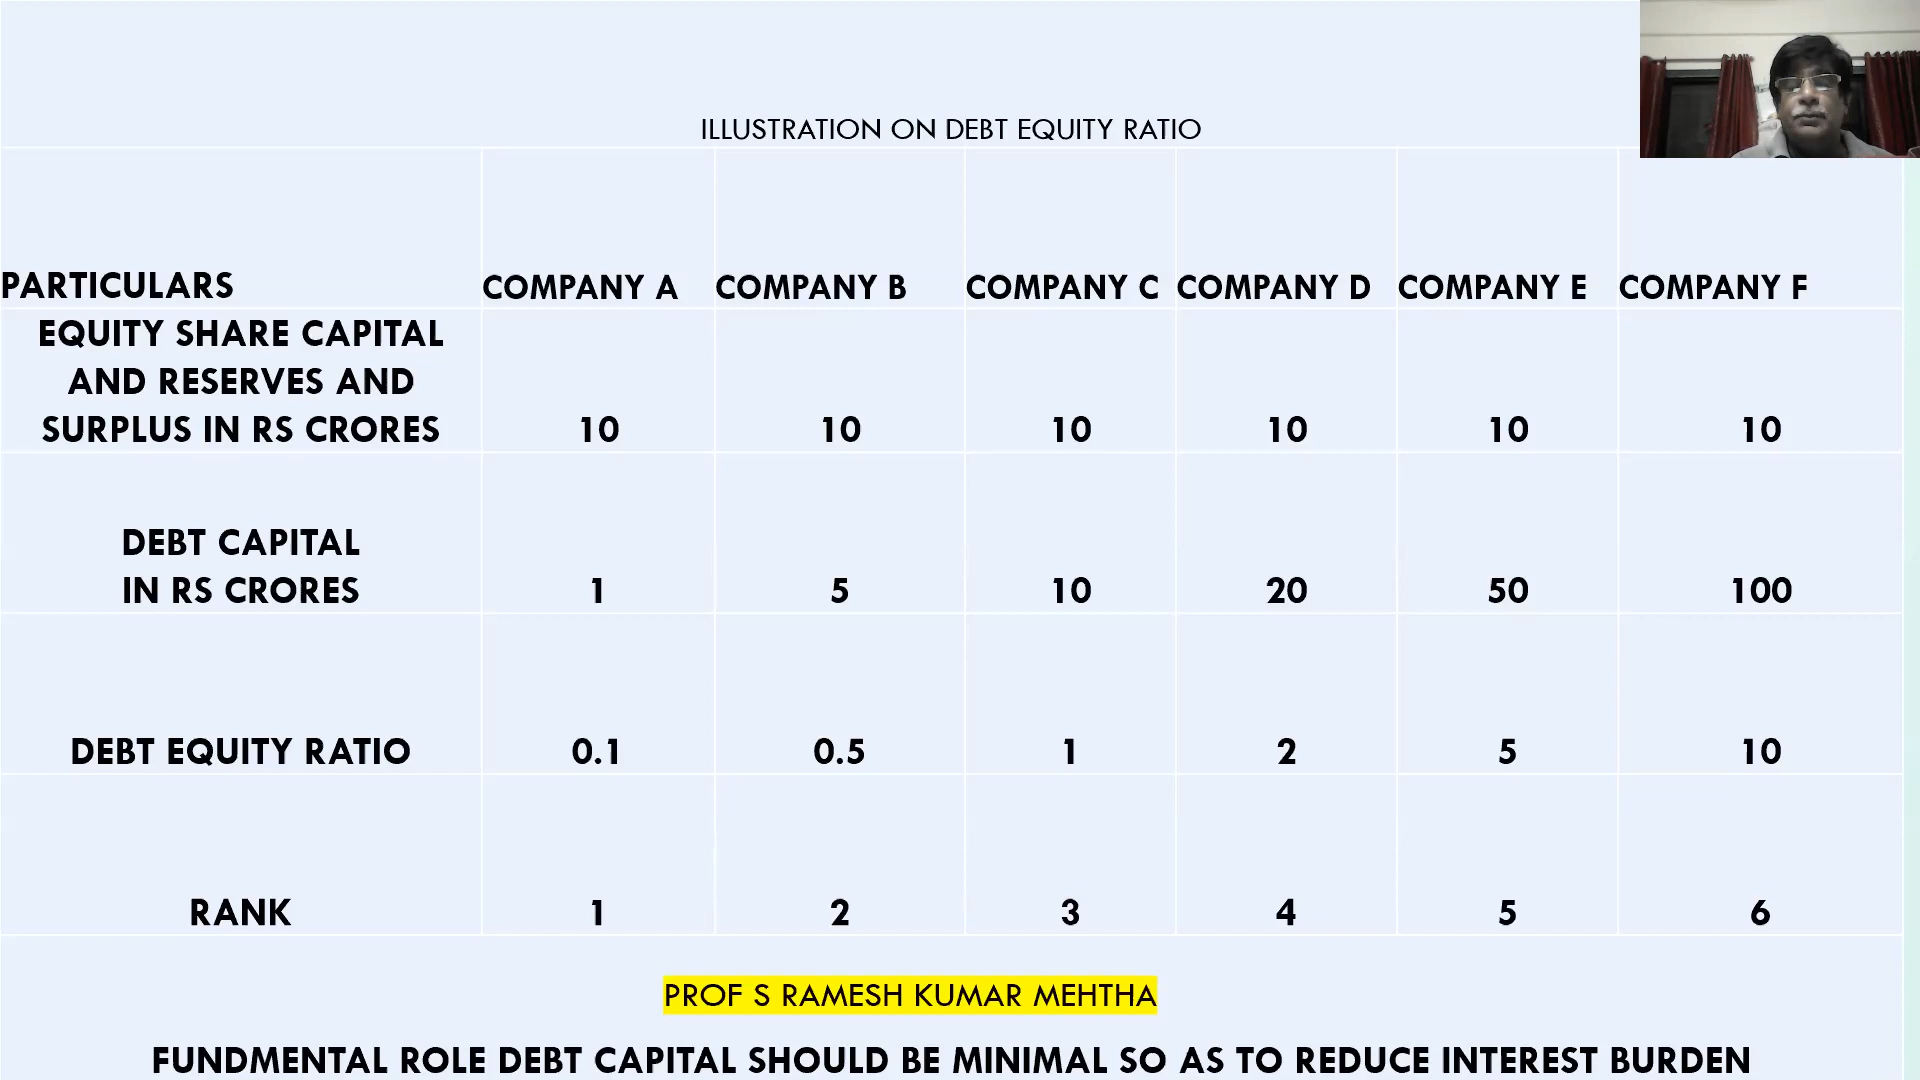 ILLUSTRATION ON DEBT EQUITY RATIO
PARTICULARS COMPANY A COMPANY B COMPANY C COMPANY D COMPANY E COMPANY F
EQUITY SHARE CAPITAL
AND RESERVES AND
SURPLUS IN RS CRORES 10 10 10 10 10 10
DEBT CAPITAL
IN RS CRORES 1 5 10 20 50 100
DEBT EQUITY RATIO 0.1 0.5 1 2 5 10
RANK 1 2 3 4 5 6
PROF S RAMESH KUMAR MEHTHA
FUNDMENTAL ROLE DEBT CAPITAL SHOULD BE MINIMAL SO AS TO REDUCE INTEREST BURDEN